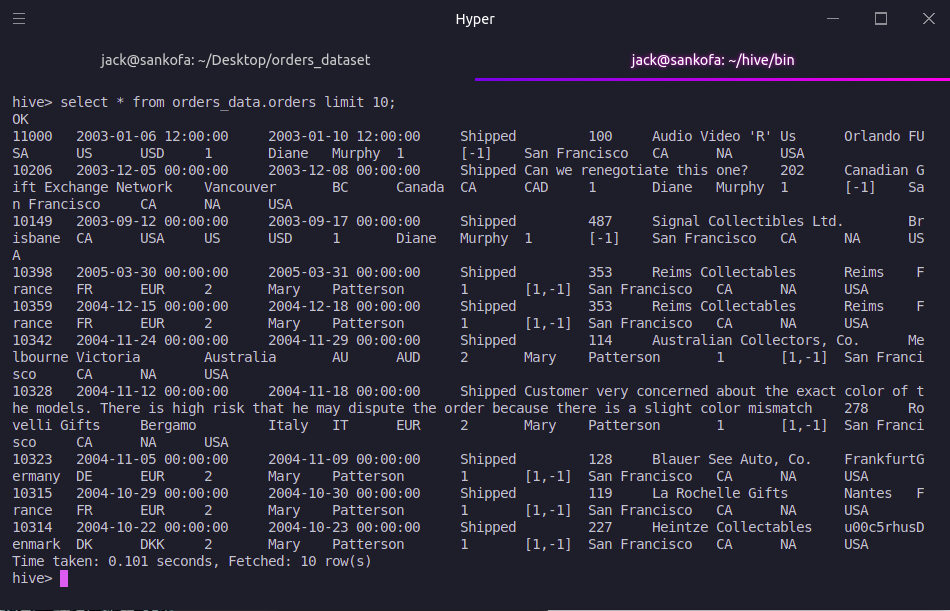 Hyper
jack@sankofa: ~/Desktop/orders_dataset jack@sankofa: ~/hive/bin
hive> select * from orders_data.orders limit 10;
OK
11000 2003-01-06 12:00:00 2003-01-10 12:00:00 Shipped 100 Audio Video 'R' Us Orlando FU
SA US USD 1 Diane Murphy 1 [-1] San Francisco CA NA USA
10206 2003-12-05 00:00:00 2003-12-08 00:00:00 Shipped Can we renegotiate this one? 202 Canadian G
ift Exchange Network Vancouver BC Canada CA CAD 1 Diane Murphy 1 [-1] Sa
n Francisco CA NA USA
10149 2003-09-12 00:00:00 2003-09-17 00:00:00 Shipped 487 Signal Collectibles Ltd. Br
isbane CA USA US USD 1 Diane Murphy 1 [-1] San Francisco CA NA US
A
10398 2005-03-30 00:00:00 2005-03-31 00:00:00 Shipped 353 Reims Collectables Reims F
rance FR EUR 2 Mary Patterson 1 [1,-1] San Francisco CA NA USA
10359 2004-12-15 00:00:00 2004-12-18 00:00:00 Shipped 353 Reims Collectables Reims F
rance FR EUR 2 Mary Patterson 1 [1,-1] San Francisco CA NA USA
10342 2004-11-24 00:00:00 2004-11-29 00:00:00 Shipped 114 Australian Collectors, Co. Me
lbourne Victoria Australia AU AUD 2 Mary Patterson 1 [1,-1] San Franci
sco CA NA USA
10328 2004-11-12 00:00:00 2004-11-18 00:00:00 Shipped Customer very concerned about the exact color of t
he models. There is high risk that he may dispute the order because there is a slight color mismatch 278 Ro
velli Gifts Bergamo Italy IT EUR 2 Mary Patterson 1 [1,-1] San Franci
sco CA NA USA
10323 2004-11-05 00:00:00 2004-11-09 00:00:00 Shipped 128 Blauer See Auto, Co. FrankfurtG
ermany DE EUR 2 Mary Patterson 1 [1,-1] San Francisco CA NA USA
10315 2004-10-29 00:00:00 2004-10-30 00:00:00 Shipped 119 La Rochelle Gifts Nantes F
rance FR EUR 2 Mary Patterson 1 [1,-1] San Francisco CA NA USA
10314 2004-10-22 00:00:00 2004-10-23 00:00:00 Shipped 227 Heintze Collectables u00c5rhusD
enmark DK DKK 2 Mary Patterson 1 [1,-1] San Francisco CA NA USA
Time taken: 0.101 seconds, Fetched: 10 row(s)
hive>